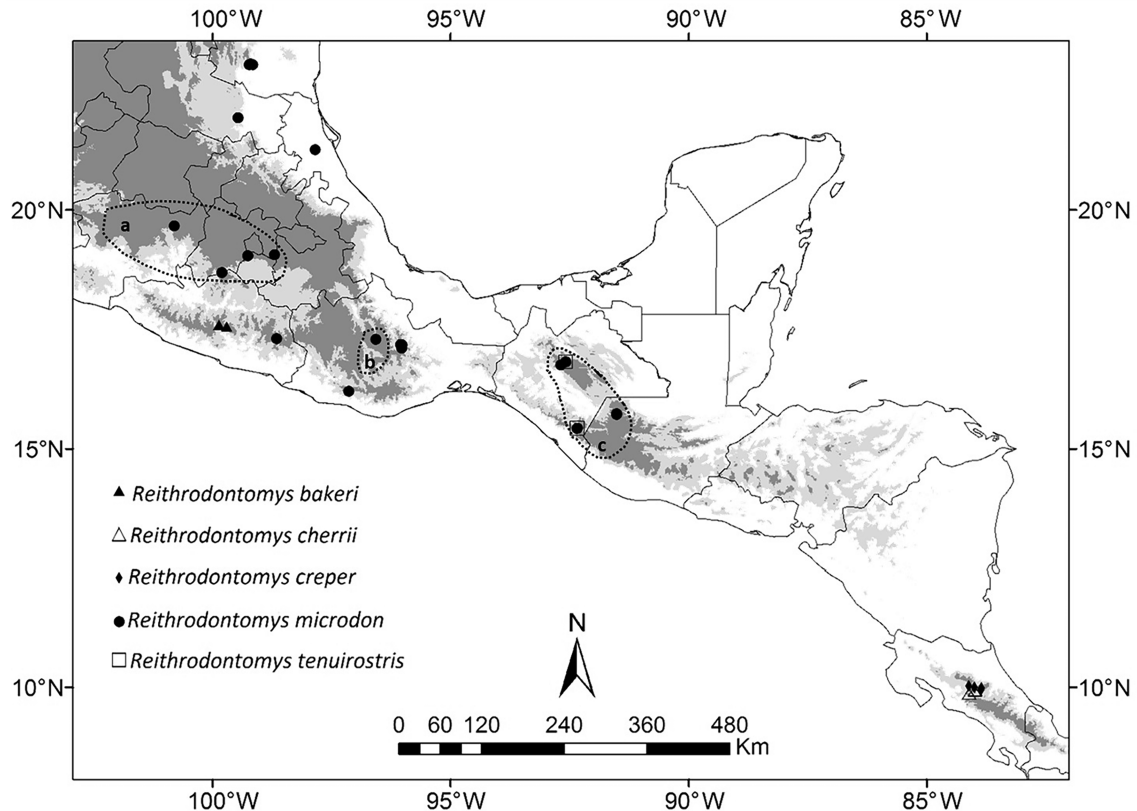 100°W 95°W 90°W 85°W
20°N 20°N
a
b
c
15°N 15°N
Reithrodontomys bakeri
Reithrodontomys cherrii
Reithrodontomys creper
Reithrodontomys microdon
Reithrodontomys tenuirostris
N
10°N 10°N
0 60 120 240 360 480
Km
100°W 95°W 90°W 85°W